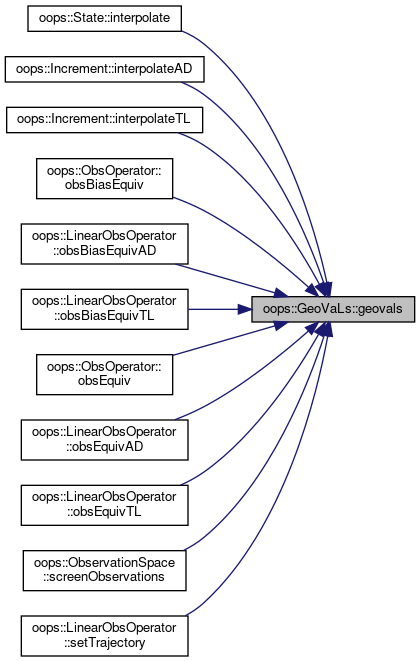 oops::State::interpolate
oops::Increment::interpolateAD
oops::Increment::interpolateTL
oops::ObsOperator::
obsBiasEquiv
oops::LinearObsOperator
::obsBiasEquivAD
oops::LinearObsOperator
::obsBiasEquivTL
oops::GeoVaLs::geovals
oops::ObsOperator::
obsEquiv
oops::LinearObsOperator
::obsEquivAD
oops::LinearObsOperator
::obsEquivTL
oops::ObservationSpace
::screenObservations
oops::LinearObsOperator
::setTrajectory